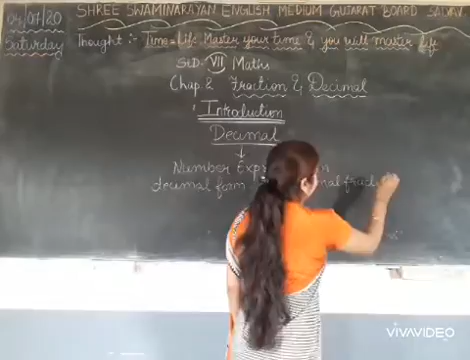 04/07/20
Saturday
SHREE SWAMINARAYAN ENGLISH MEDIUM GUJARAT BOARD SADAV
Thought :- Time = Life. Master your time & you will master life
STD. VII Maths
Chap. 2 Fraction & Decimal
Introduction
Decimal
↓
Number Exp
decimal form
VIVAVIDEO